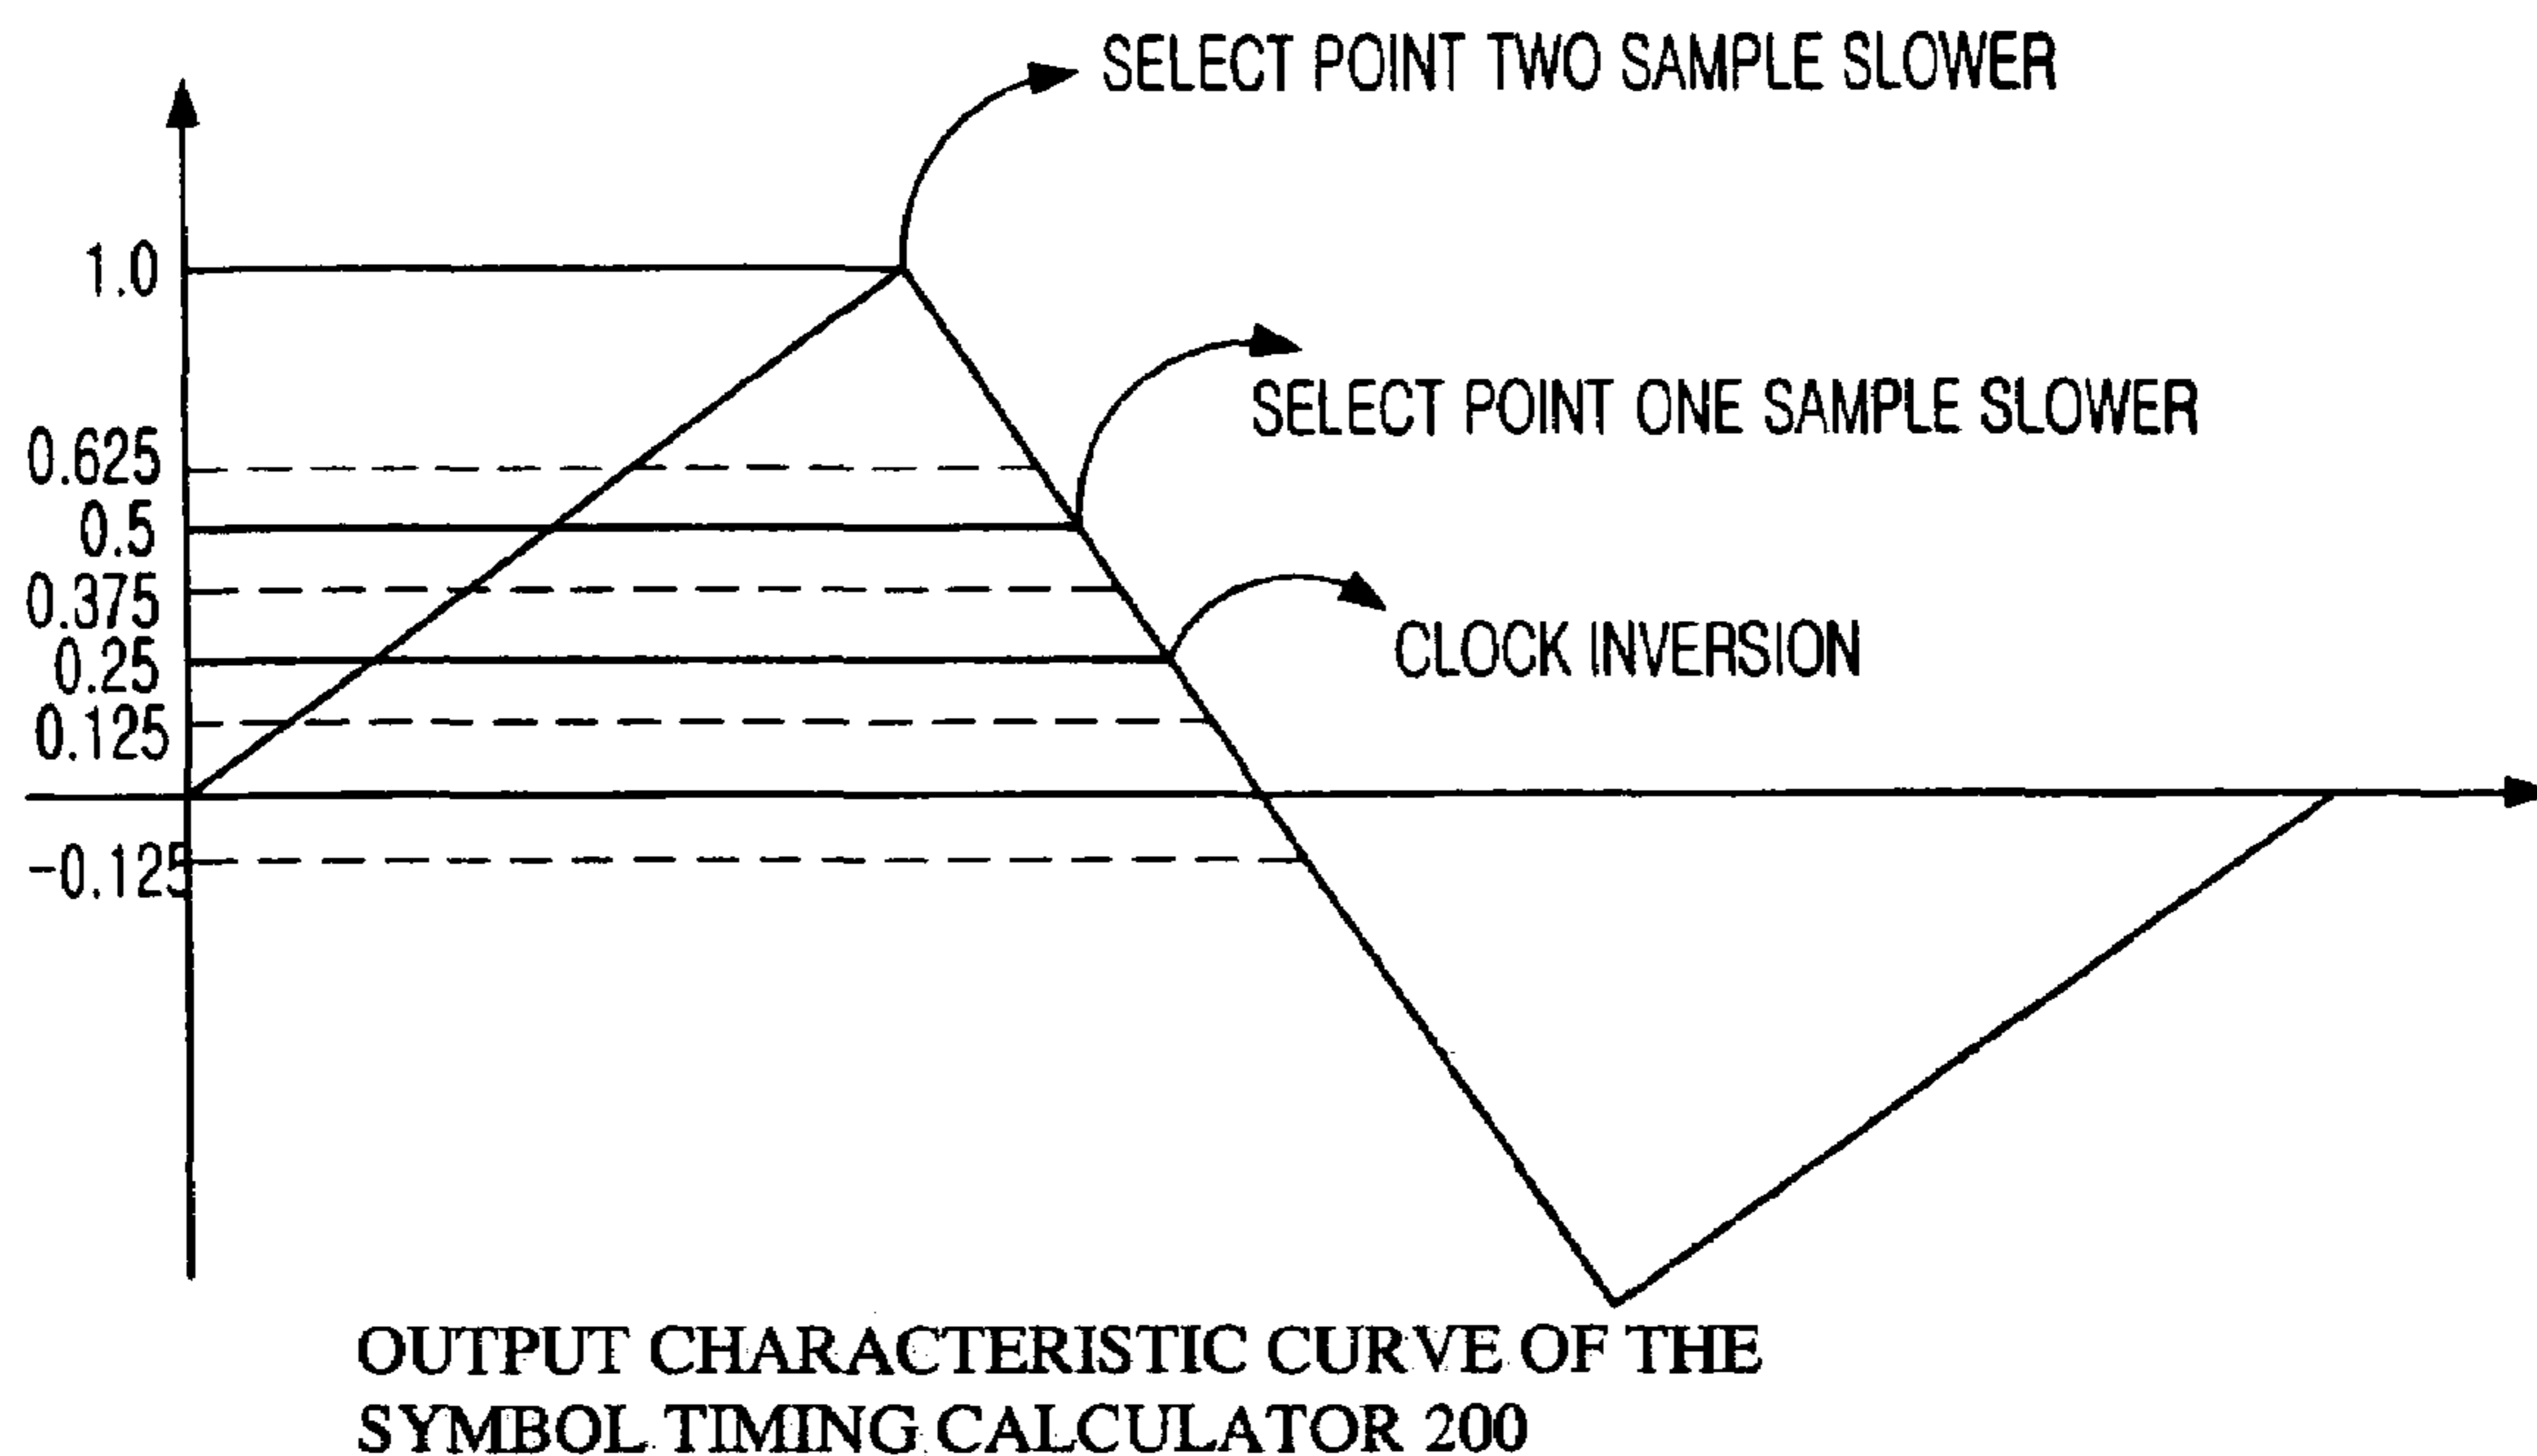 SELECT POINT TWO SAMPLE SLOWER
1.0
SELECT POINT ONE SAMPLE SLOWER
0.625
0.5
0.375
CLOCK INVERSION
0.25
0.125
-0.125
OUTPUT CHARACTERISTIC CURVE OF THE
SYMBOL TIMING CALCULATOR 200